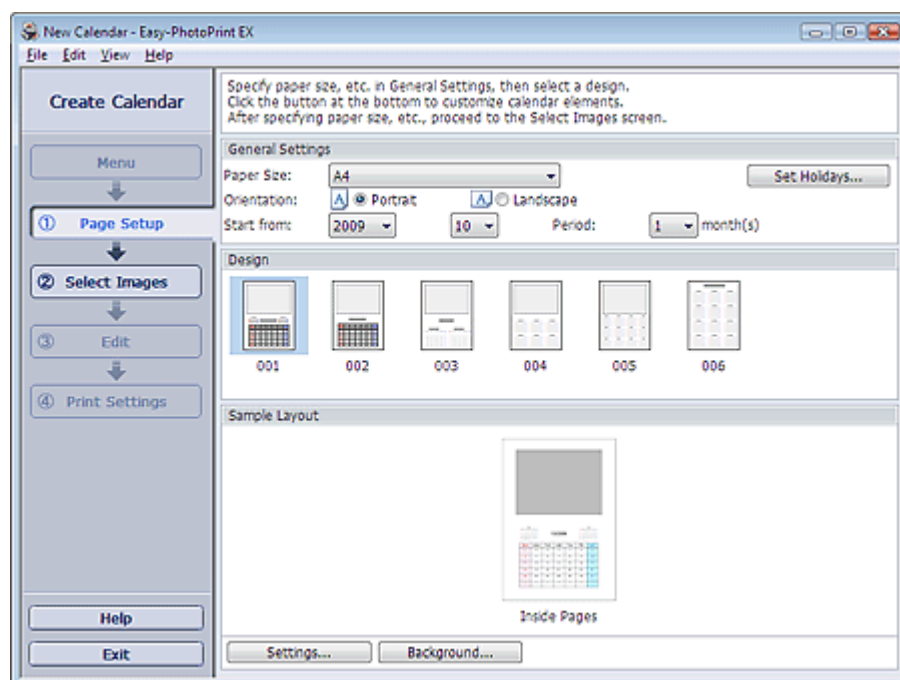 New Calendar - Easy-PhotoPrint EX
File Edit View Help
Create Calendar
Menu
① Page Setup
② Select Images
③ Edit
④ Print Settings
Help
Exit
Specify paper size, etc. in General Settings, then select a design.
Click the button at the bottom to customize calendar elements.
After specifying paper size, etc., proceed to the Select Images screen.
General Settings
Paper Size: A4 Set Holidays...
Orientation: A Portrait A Landscape
Start from: 2009 10 Period: 1 month(s)
Design
001 002 003 004 005 006
Sample Layout
Inside Pages
Settings... Background...